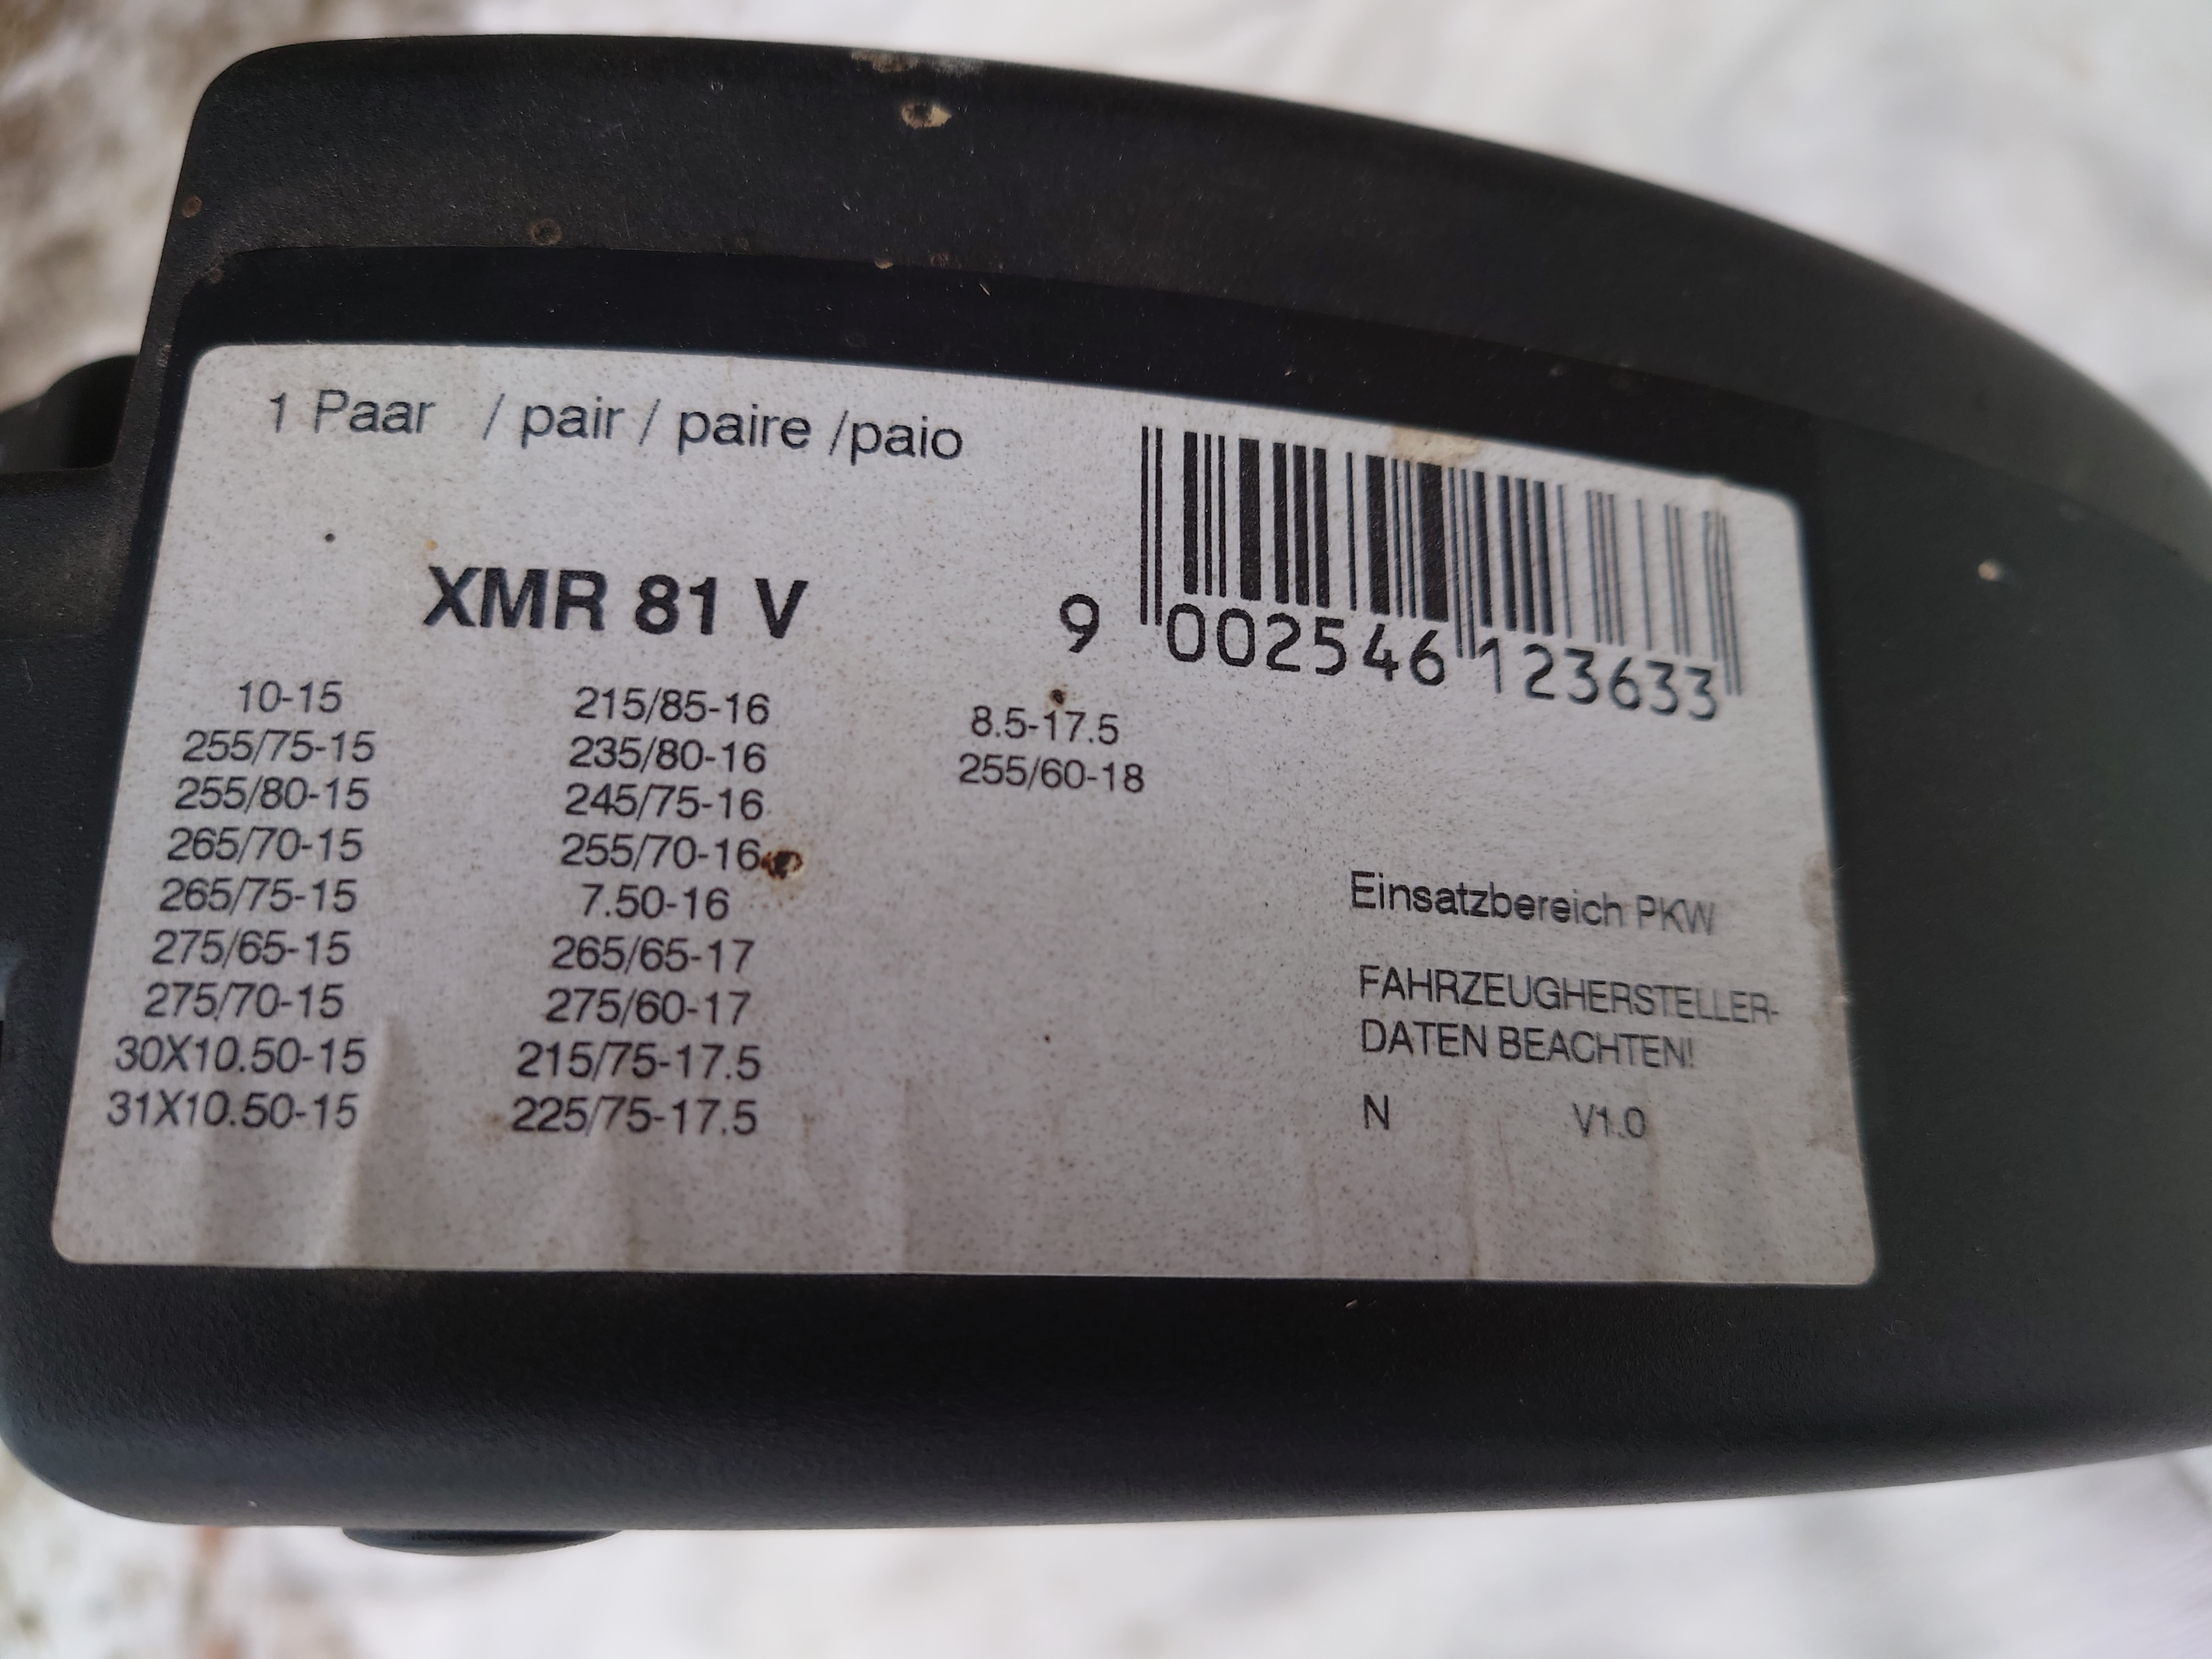 1 Paar / pair / paire /paio
9 002546 123633
XMR 81 V
10-15
255/75-15
255/80-15
265/70-15
265/75-15
275/65-15
275/70-15
30X10.50-15
31X10.50-15
215/85-16
235/80-16
245/75-16
255/70-16
7.50-16
265/65-17
275/60-17
215/75-17.5
225/75-17.5
8.5-17.5
255/60-18
Einsatzbereich PKW
FAHRZEUGHERSTELLER-
DATEN BEACHTEN!
N V1.0